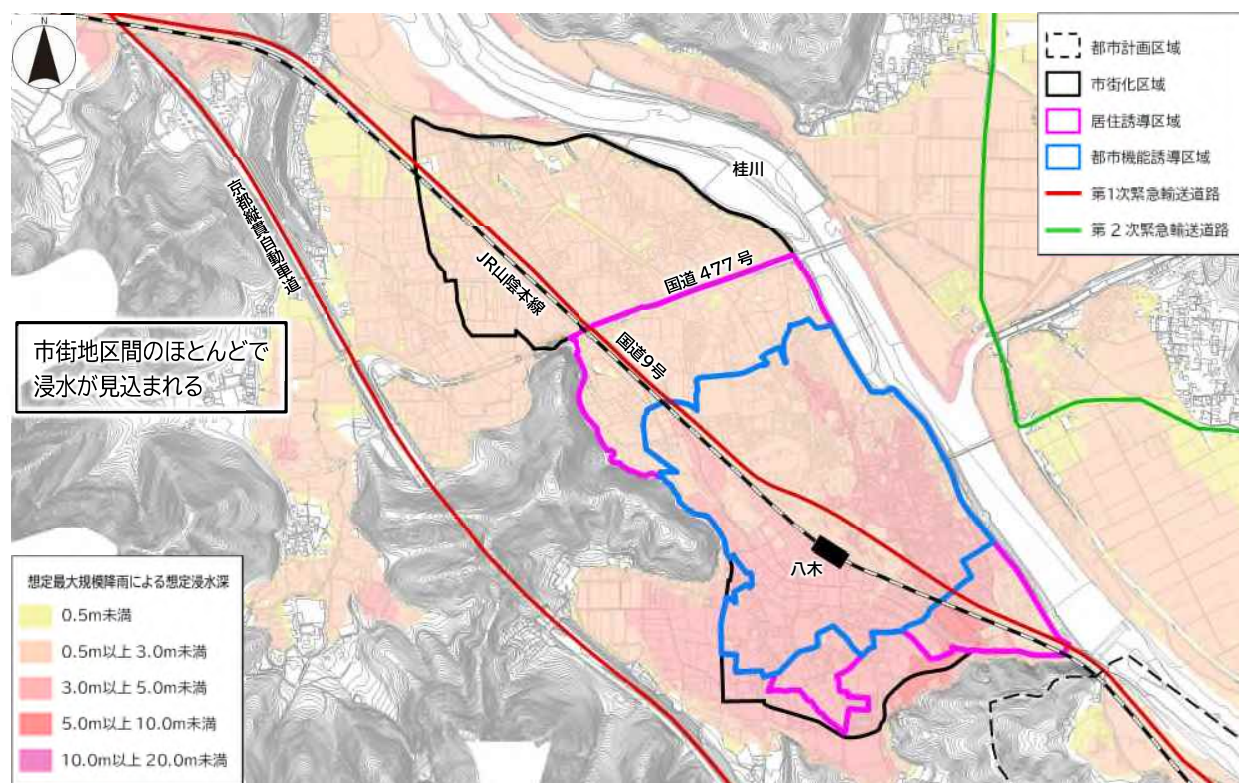 N
都市計画区域
市街化区域
居住誘導区域
都市機能誘導区域
第1次緊急輸送道路
第2次緊急輸送道路
桂川
京都縦貫自動車道
JR山陰本線
国道477号
国道9号
市街地区間のほとんどで
浸水が見込まれる
八木
想定最大規模降雨による想定浸水深
0.5m未満
0.5m以上 3.0m未満
3.0m以上 5.0m未満
5.0m以上 10.0m未満
10.0m以上 20.0m未満